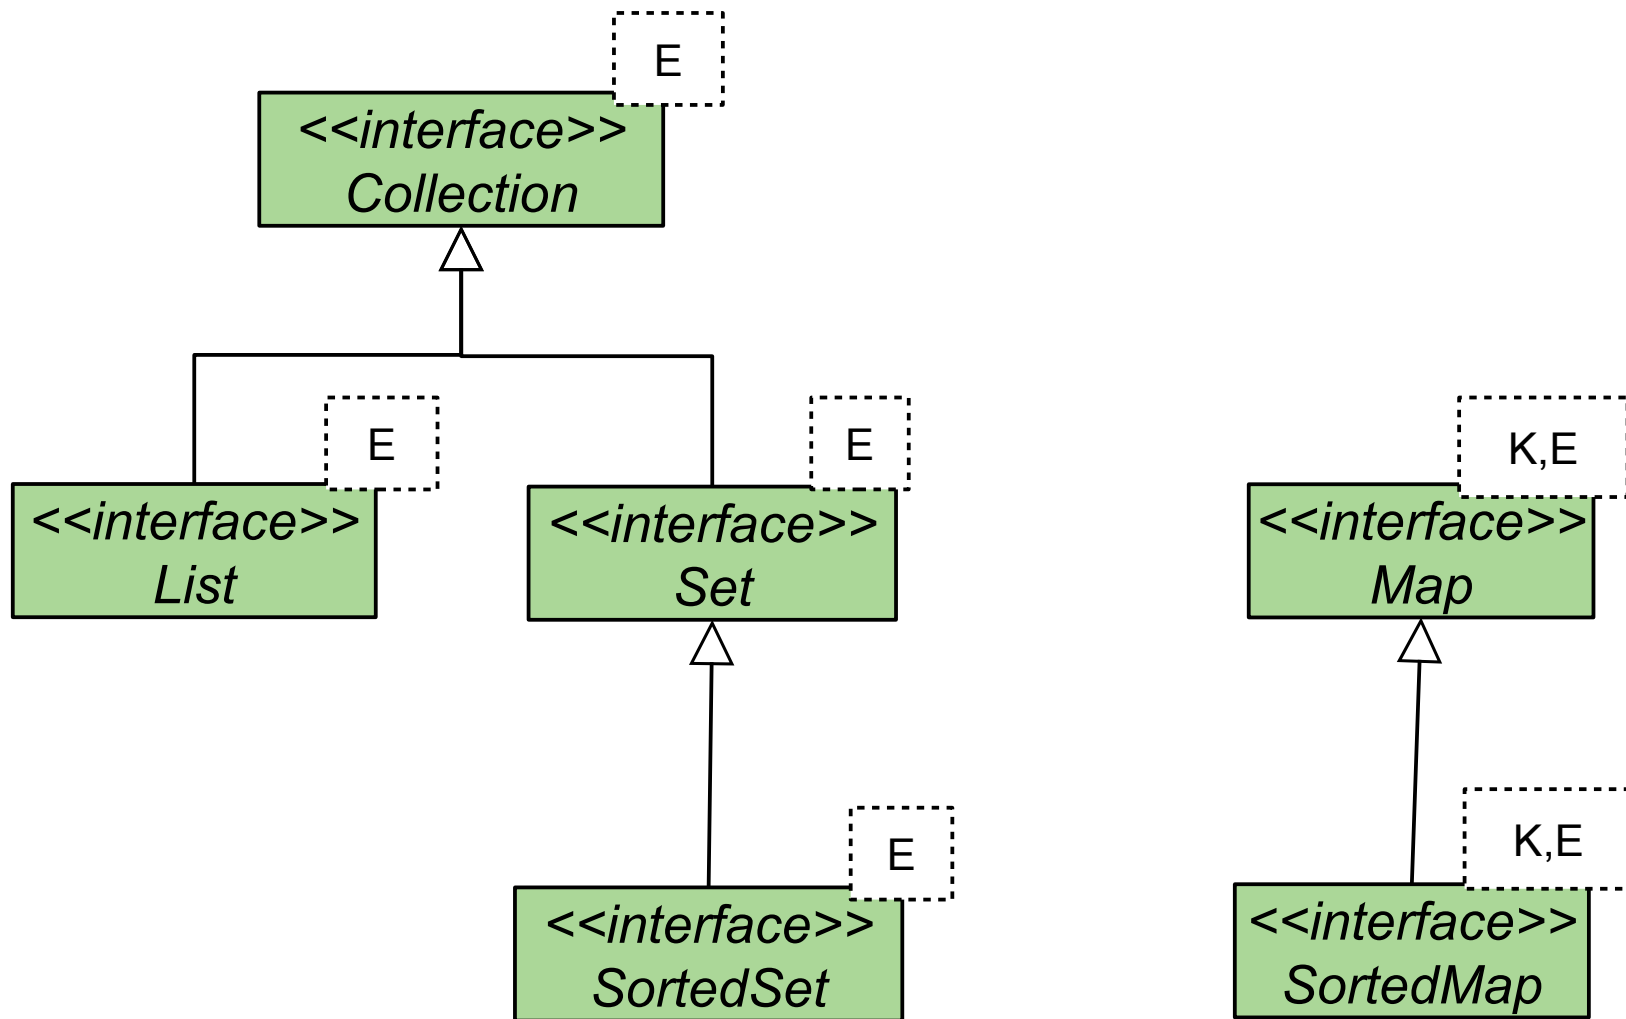 E
<<interface>>
Collection
E
<<interface>>
List
E
<<interface>>
Set
K,E
<<interface>>
Map
E
<<interface>>
SortedSet
K,E
<<interface>>
SortedMap